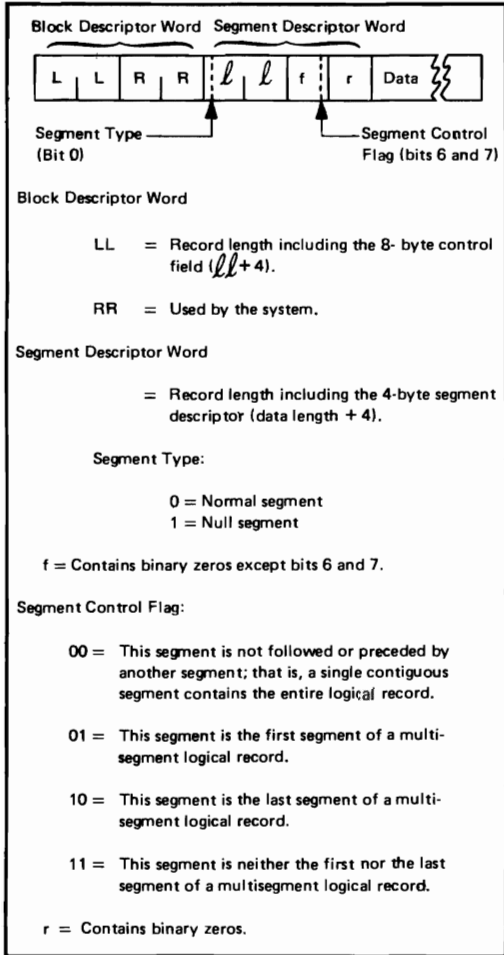 Block Descriptor Word Segment Descriptor Word
L L R R ℓ ℓ f r Data
Segment Type
(Bit 0)
Segment Control
Flag (bits 6 and 7)
Block Descriptor Word
LL = Record length including the 8- byte control
field (ℓℓ+ 4).
RR = Used by the system.
Segment Descriptor Word
= Record length including the 4-byte segment
descriptor (data length + 4).
Segment Type:
0 = Normal segment
1 = Null segment
f = Contains binary zeros except bits 6 and 7.
Segment Control Flag:
00 = This segment is not followed or preceded by
another segment; that is, a single contiguous
segment contains the entire logical record.
01 = This segment is the first segment of a multi-
segment logical record.
10 = This segment is the last segment of a multi-
segment logical record.
11 = This segment is neither the first nor the last
segment of a multisegment logical record.
r = Contains binary zeros.